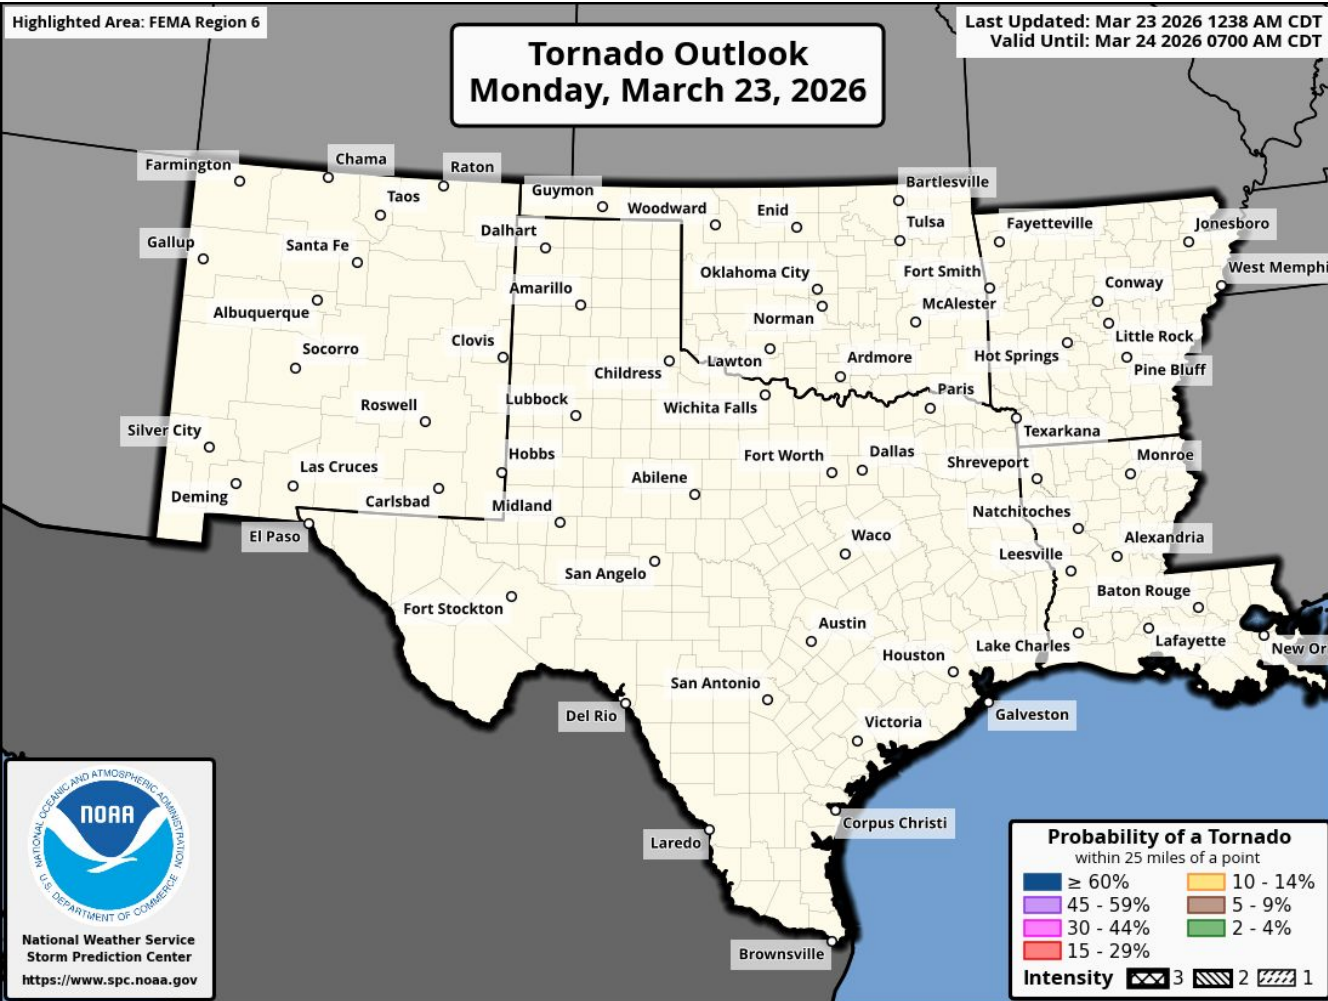 Highlighted Area: FEMA Region 6
Tornado Outlook
Monday, March 23, 2026
Last Updated: Mar 23 2026 1238 AM CDT
Valid Until: Mar 24 2026 0700 AM CDT
Farmington
Chama
Raton
Taos
Guymon
Woodward
Enid
Bartlesville
Tulsa
Fayetteville
Jonesboro
Gallup
Santa Fe
Dalhart
Oklahoma City
Fort Smith
West Memphi
Conway
Albuquerque
Amarillo
Norman
McAlester
Little Rock
Socorro
Clovis
Childress
Lawton
Ardmore
Hot Springs
Pine Bluff
Roswell
Lubbock
Wichita Falls
Paris
Texarkana
Silver City
Las Cruces
Hobbs
Abilene
Fort Worth
Dallas
Shreveport
Monroe
Deming
Carlsbad
Midland
Natchitoches
El Paso
Waco
Leesville
Alexandria
San Angelo
Baton Rouge
Fort Stockton
Austin
Houston
Lake Charles
Lafayette
New Or
San Antonio
Del Rio
Victoria
Galveston
Corpus Christi
Laredo
Brownsville
NATIONAL OCEANIC AND ATMOSPHERIC ADMINISTRATION
NOAA
U.S. DEPARTMENT OF COMMERCE
National Weather Service
Storm Prediction Center
https://www.spc.noaa.gov
Probability of a Tornado
within 25 miles of a point
≥ 60%
45 - 59%
30 - 44%
15 - 29%
10 - 14%
5 - 9%
2 - 4%
Intensity 3 2 1